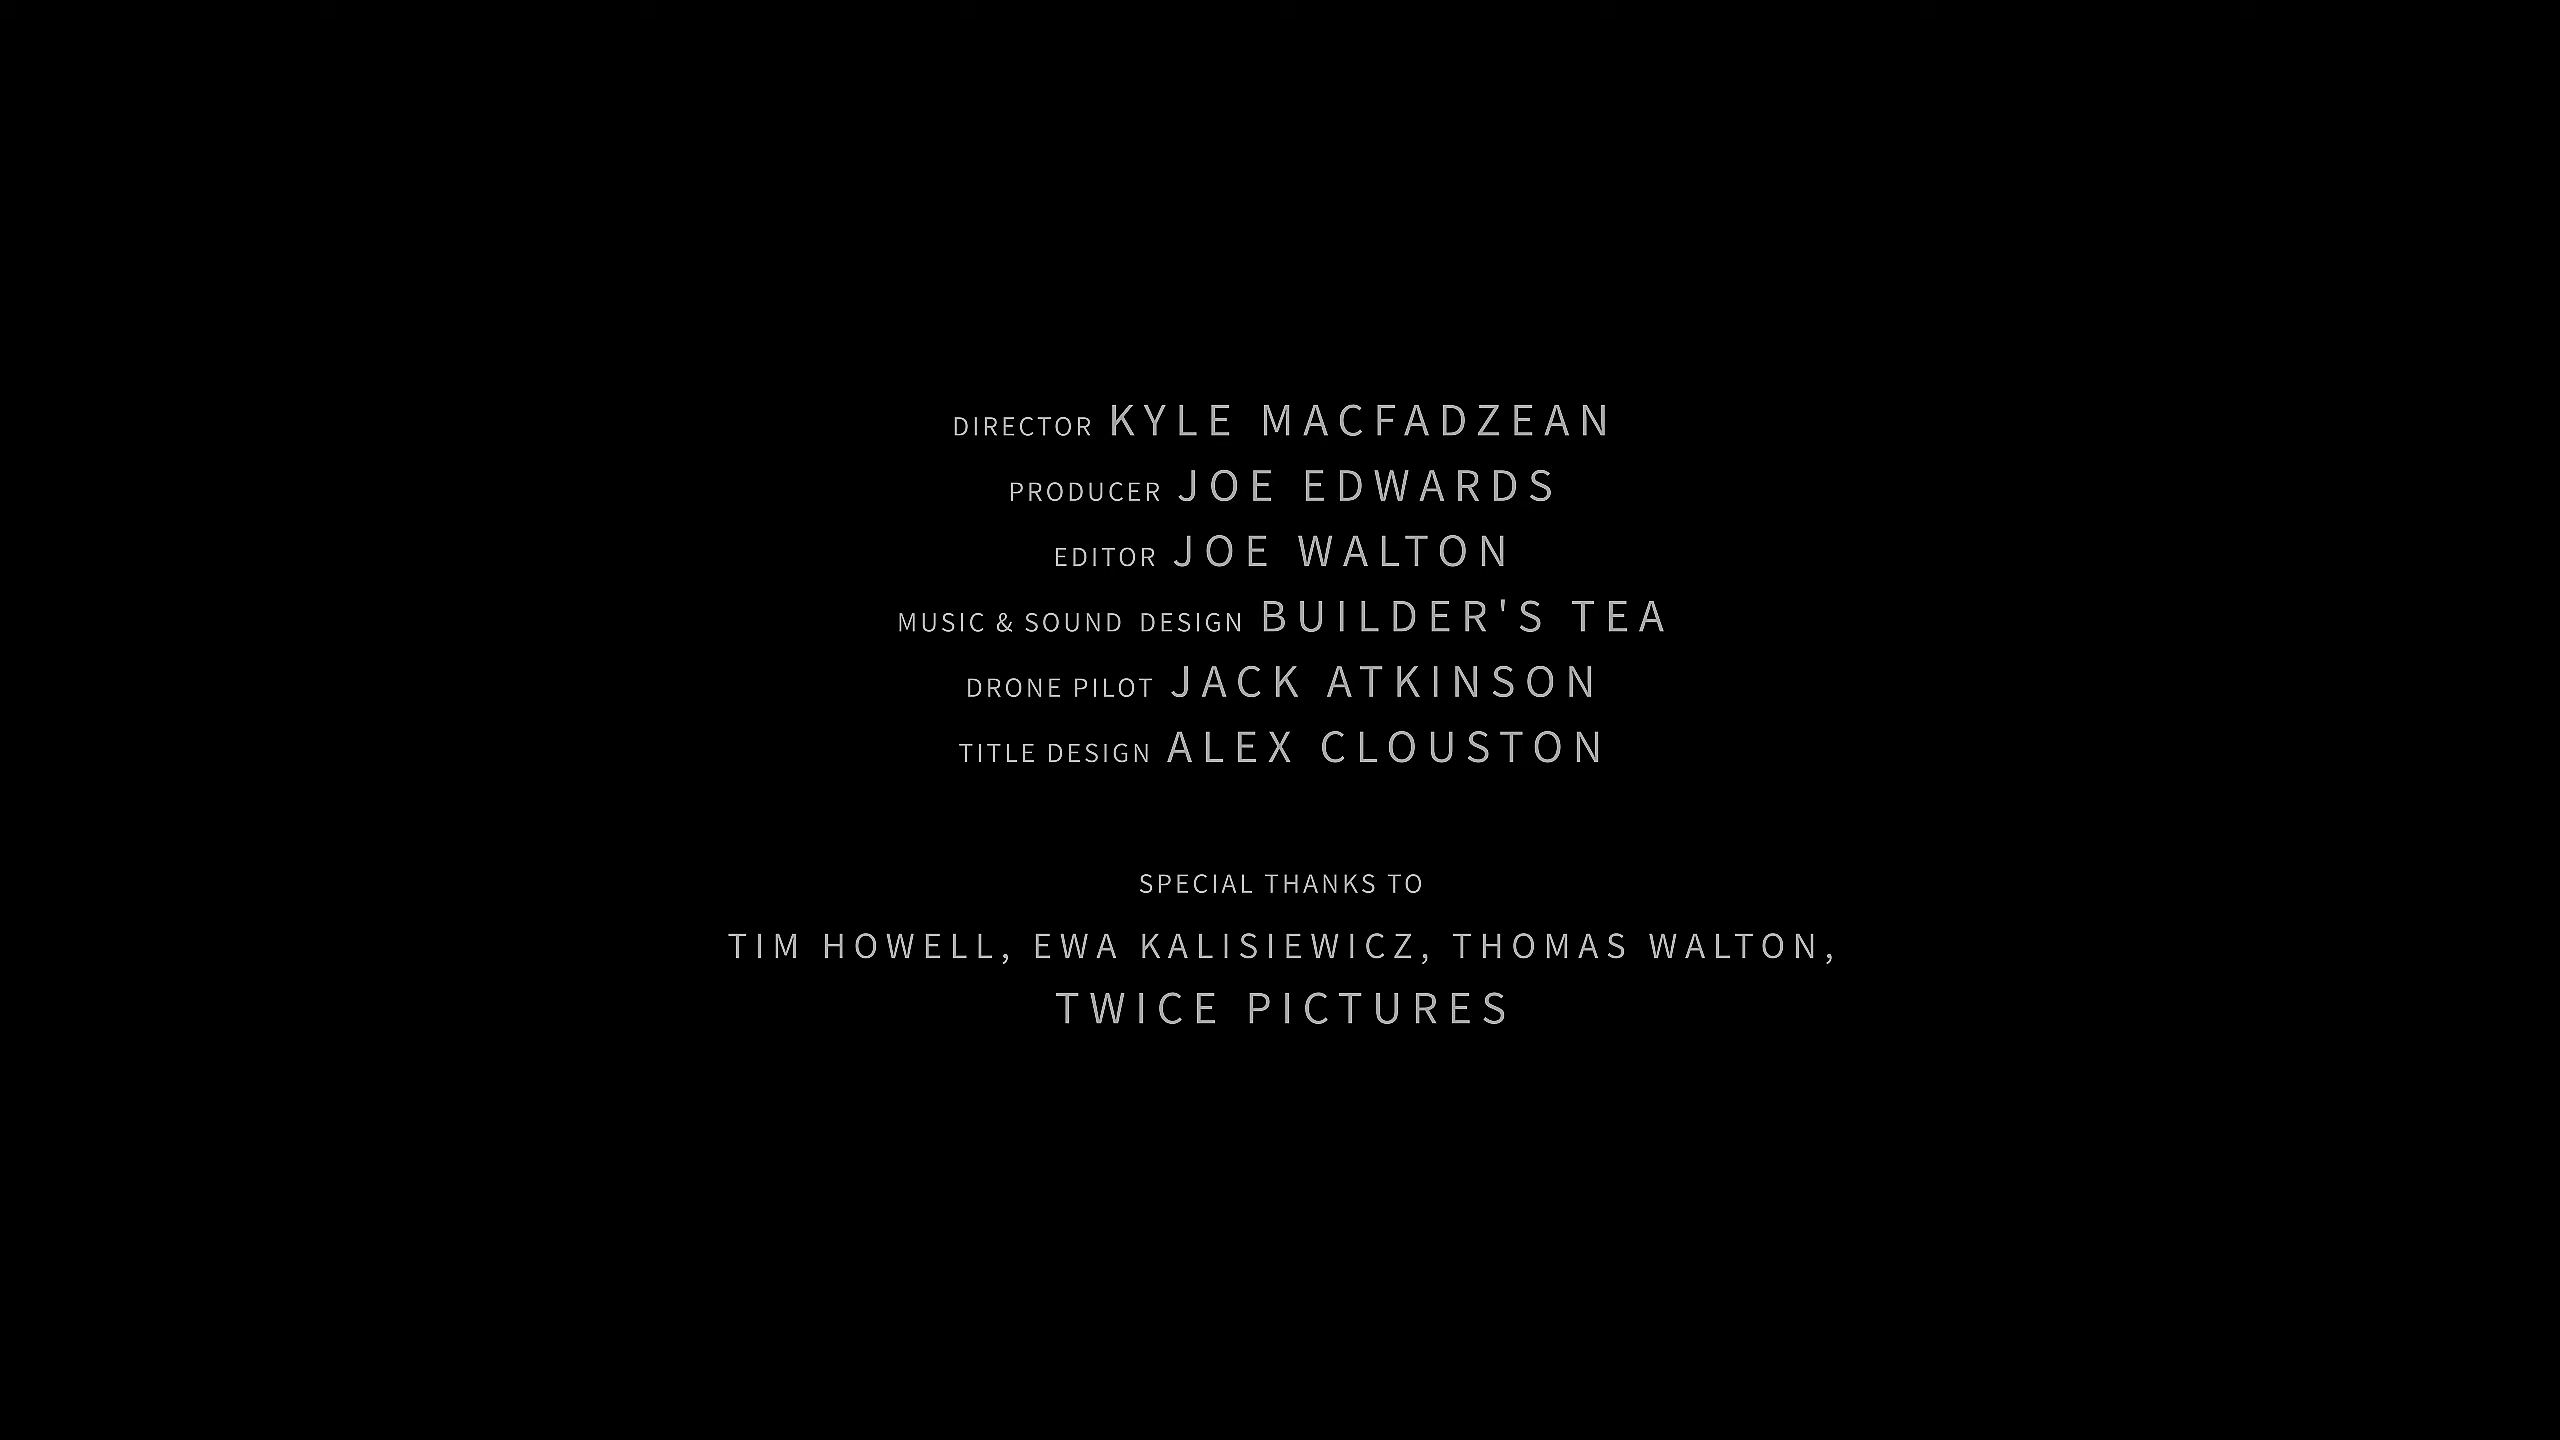 DIRECTOR KYLE MACFADZEAN
PRODUCER JOE EDWARDS
EDITOR JOE WALTON
MUSIC & SOUND DESIGN BUILDER'S TEA
DRONE PILOT JACK ATKINSON
TITLE DESIGN ALEX CLOUSTON
SPECIAL THANKS TO
TIM HOWELL, EWA KALISIEWICZ, THOMAS WALTON,
TWICE PICTURES